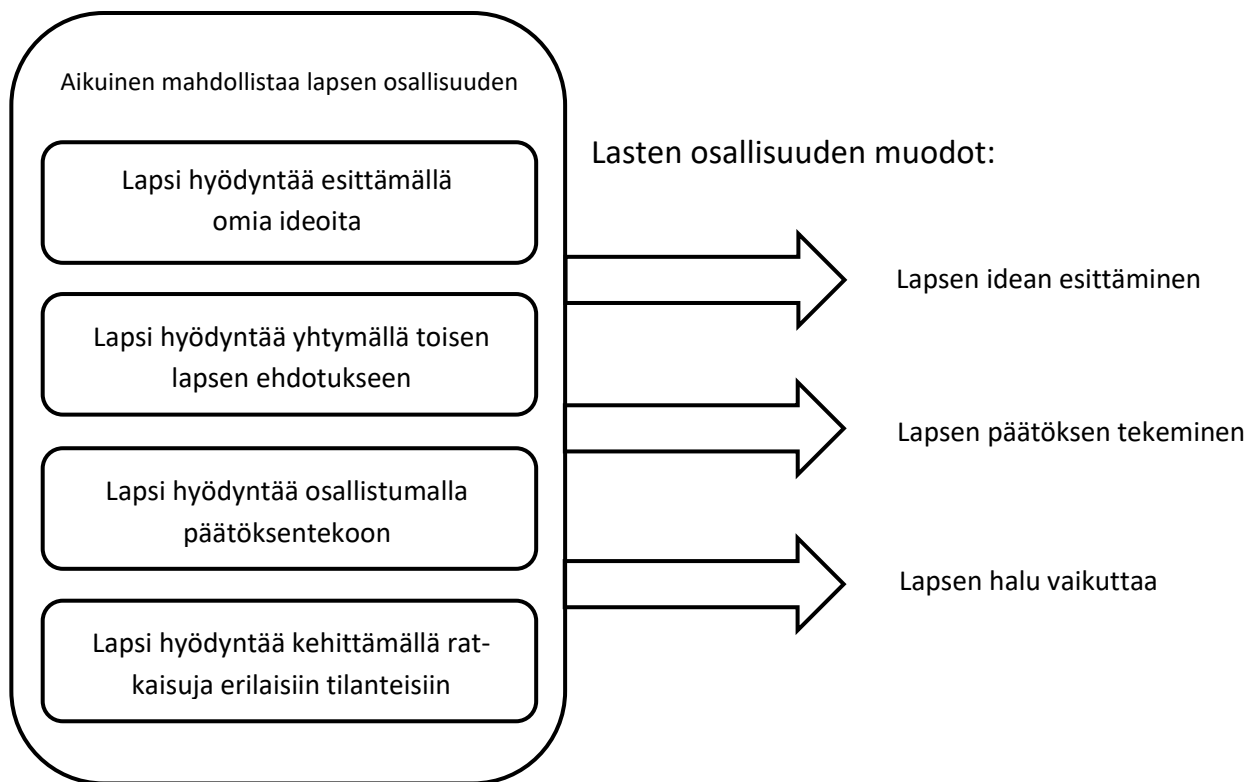 Aikuinen mahdollistaa lapsen osallisuuden
Lapsi hyödyntää esittämällä
omia ideoita
Lapsi hyödyntää yhtymällä toisen
lapsen ehdotukseen
Lapsi hyödyntää osallistumalla
päätöksentekoon
Lapsi hyödyntää kehittämällä rat-
kaisuja erilaisiin tilanteisiin
Lasten osallisuuden muodot:
Lapsen idean esittäminen
Lapsen päätöksen tekeminen
Lapsen halu vaikuttaa